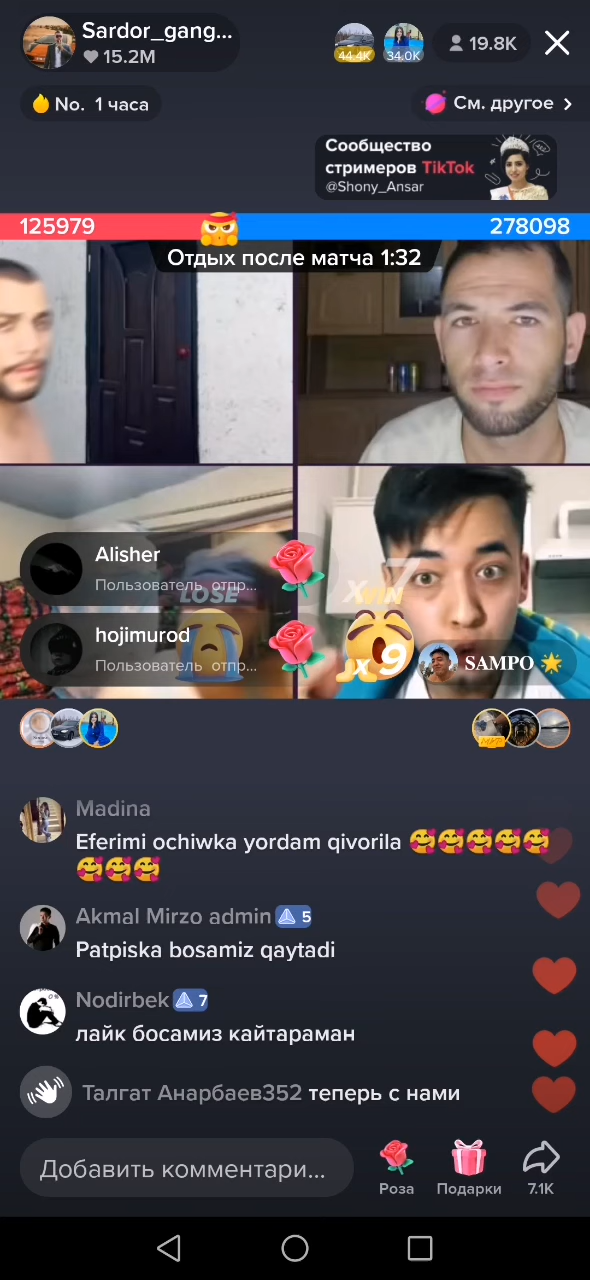 Sardor_gang...
15.2M
44.4K
34.0K
19.8K
No. 1 часа
См. другое
Сообщество
стримеров TikTok
@Shony_Ansar
125979
278098
Отдых после матча 1:32
Alisher
Пользователь отпр...
LOSE
x7
WIN
hojimurod
Пользователь отпр...
x 9
SAMPO
Madina
Eferimi ochiwka yordam qivorila
Akmal Mirzo admin 5
Patpiska bosamiz qaytadi
Nodirbek 7
лайк босамиз кайтараман
Талгат Анарбаев352 теперь с нами
Добавить комментари...
Роза
Подарки
7.1K